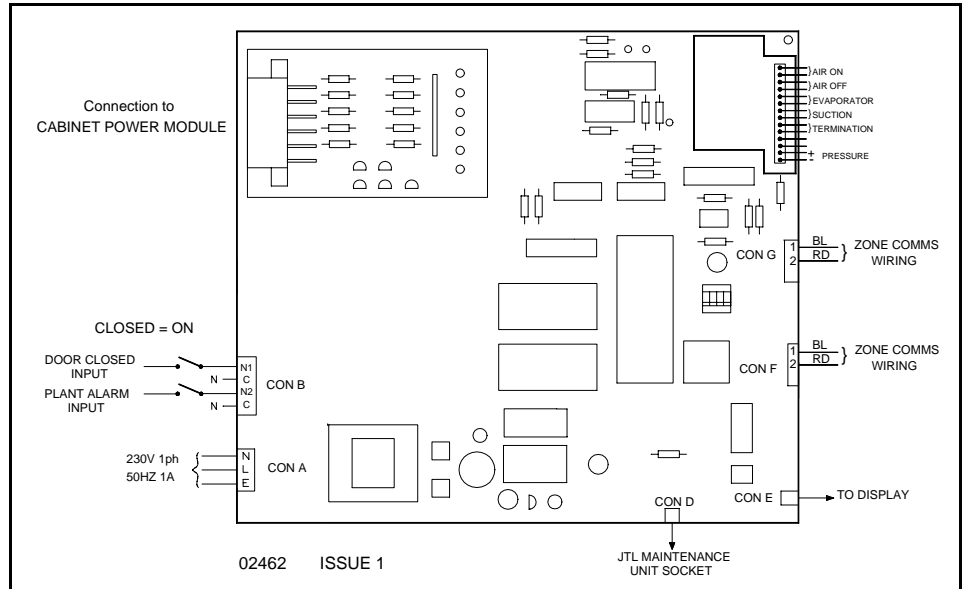 Connection to
CABINET POWER MODULE
AIR ON
AIR OFF
EVAPORATOR
SUCTION
TERMINATION
+
- PRESSURE
CON G
1 BL
2 RD
ZONE COMMS
WIRING
CLOSED = ON
DOOR CLOSED
INPUT
N1
N C
PLANT ALARM
INPUT
N2
N C
CON B
CON F
1 BL
2 RD
ZONE COMMS
WIRING
230V 1ph
50HZ 1A
N
L
E
CON A
CON D
CON E
TO DISPLAY
JTL MAINTENANCE
UNIT SOCKET
02462 ISSUE 1